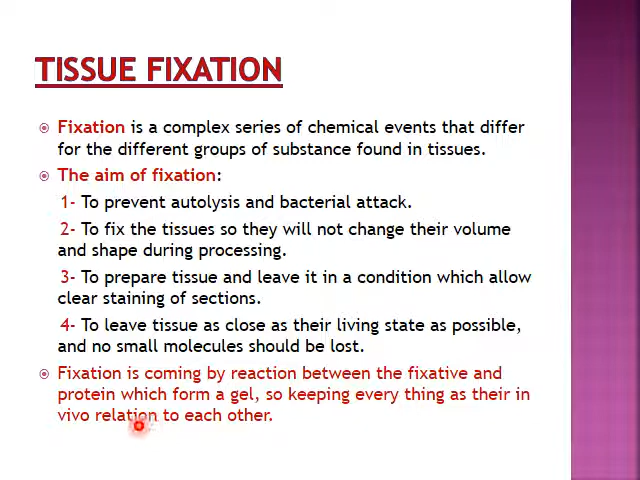 TISSUE FIXATION
Fixation is a complex series of chemical events that differ
for the different groups of substance found in tissues.
The aim of fixation:
1- To prevent autolysis and bacterial attack.
2- To fix the tissues so they will not change their volume
and shape during processing.
3- To prepare tissue and leave it in a condition which allow
clear staining of sections.
4- To leave tissue as close as their living state as possible,
and no small molecules should be lost.
Fixation is coming by reaction between the fixative and
protein which form a gel, so keeping every thing as their in
vivo relation to each other.